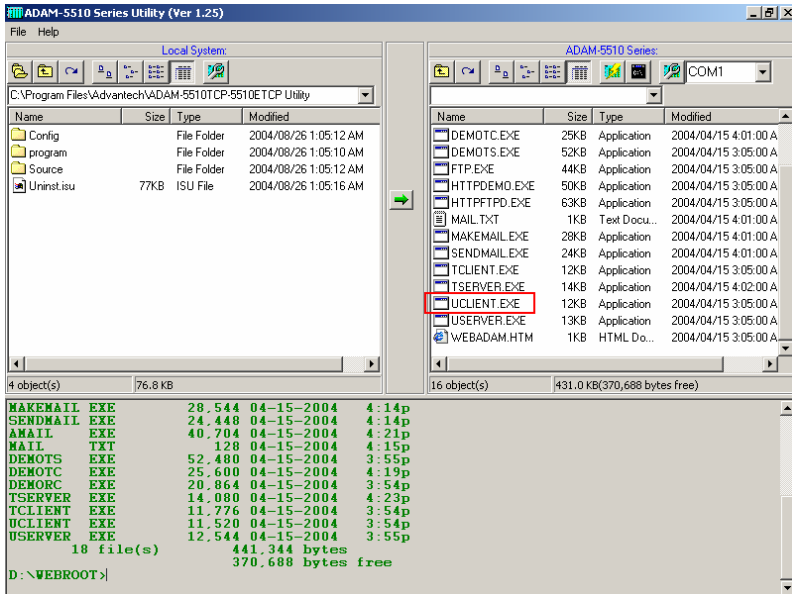 ADAM-5510 Series Utility (Ver 1.25)
File Help
Local System:
C:\Program Files\Advantech\ADAM-5510TCP-5510ETCP Utility
Name Size Type Modified
Config File Folder 2004/08/26 1:05:12 AM
program File Folder 2004/08/26 1:05:10 AM
Source File Folder 2004/08/26 1:05:12 AM
Uninst.isu 77KB ISU File 2004/08/26 1:05:16 AM
4 object(s) 76.8 KB
ADAM-5510 Series:
COM1
Name Size Type Modified
DEMOTC.EXE 25KB Application 2004/04/15 4:01:00 A
DEMOTS.EXE 52KB Application 2004/04/15 3:05:00 A
FTP.EXE 44KB Application 2004/04/15 3:05:00 A
HTTPDEMO.EXE 50KB Application 2004/04/15 3:05:00 A
HTTPFTPD.EXE 63KB Application 2004/04/15 3:05:00 A
MAIL.TXT 1KB Text Docu... 2004/04/15 4:01:00 A
MAKEMAIL.EXE 28KB Application 2004/04/15 4:01:00 A
SENDMAIL.EXE 24KB Application 2004/04/15 4:01:00 A
TCLIENT.EXE 12KB Application 2004/04/15 3:05:00 A
TSERVER.EXE 14KB Application 2004/04/15 4:02:00 A
UCLIENT.EXE 12KB Application 2004/04/15 3:05:00 A
USERVER.EXE 13KB Application 2004/04/15 3:05:00 A
WEBADAM.HTM 1KB HTML Do... 2004/04/15 3:05:00 A
16 object(s) 431.0 KB(370,688 bytes free)
MAKEMAIL EXE 28,544 04-15-2004 4:14p
SENDMAIL EXE 24,448 04-15-2004 4:14p
AMAIL EXE 40,704 04-15-2004 4:21p
MAIL TXT 128 04-15-2004 4:15p
DEMOTS EXE 52,480 04-15-2004 3:55p
DEMOTC EXE 25,600 04-15-2004 4:19p
DEMORC EXE 20,864 04-15-2004 3:54p
TSERVER EXE 14,080 04-15-2004 4:23p
TCLIENT EXE 11,776 04-15-2004 3:54p
UCLIENT EXE 11,520 04-15-2004 3:54p
USERVER EXE 12,544 04-15-2004 3:55p
18 file(s) 441,344 bytes
370,688 bytes free
D:\WEBROOT>